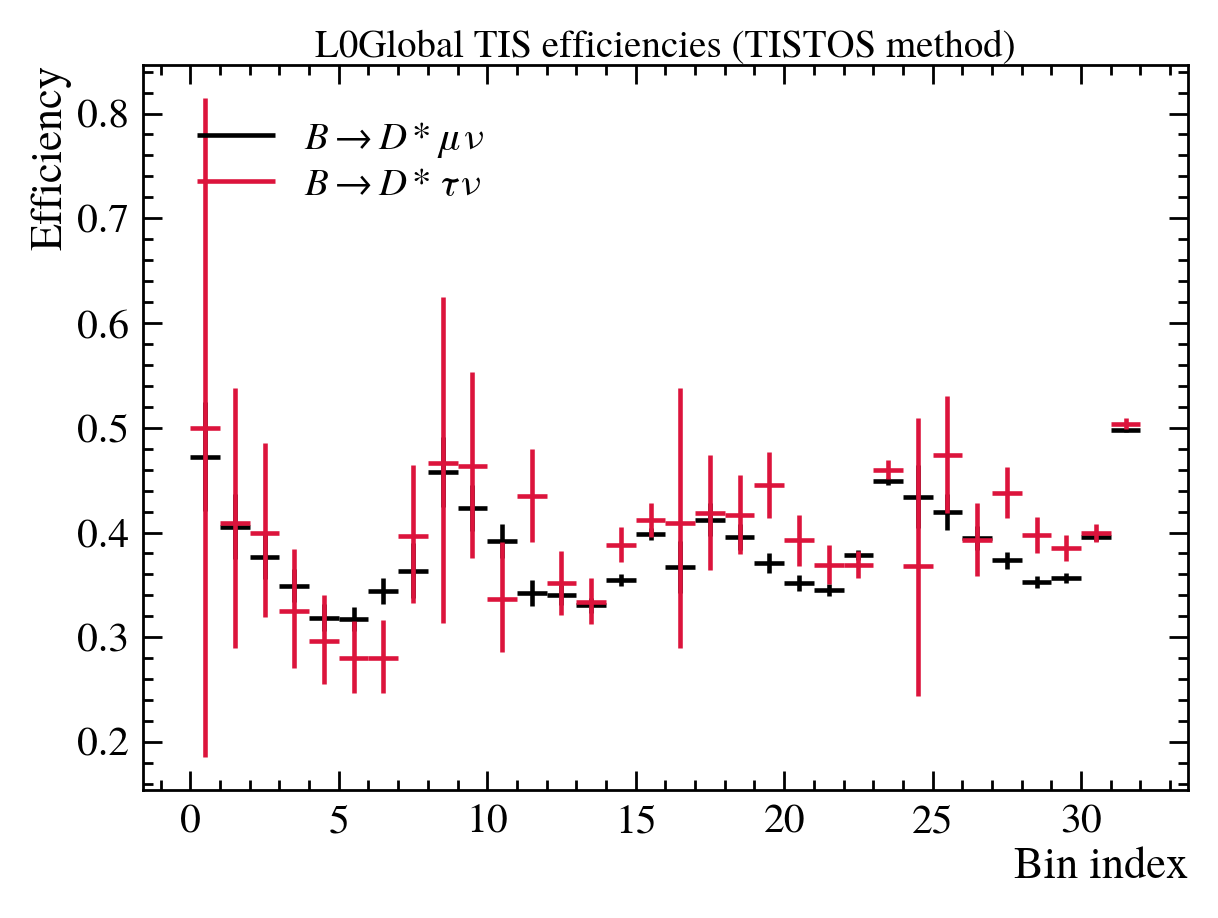 L0Global TIS efficiencies (TISTOS method)
Efficiency
B → D* μν
B → D* τν
0.8
0.7
0.6
0.5
0.4
0.3
0.2
0 5 10 15 20 25 30
Bin index